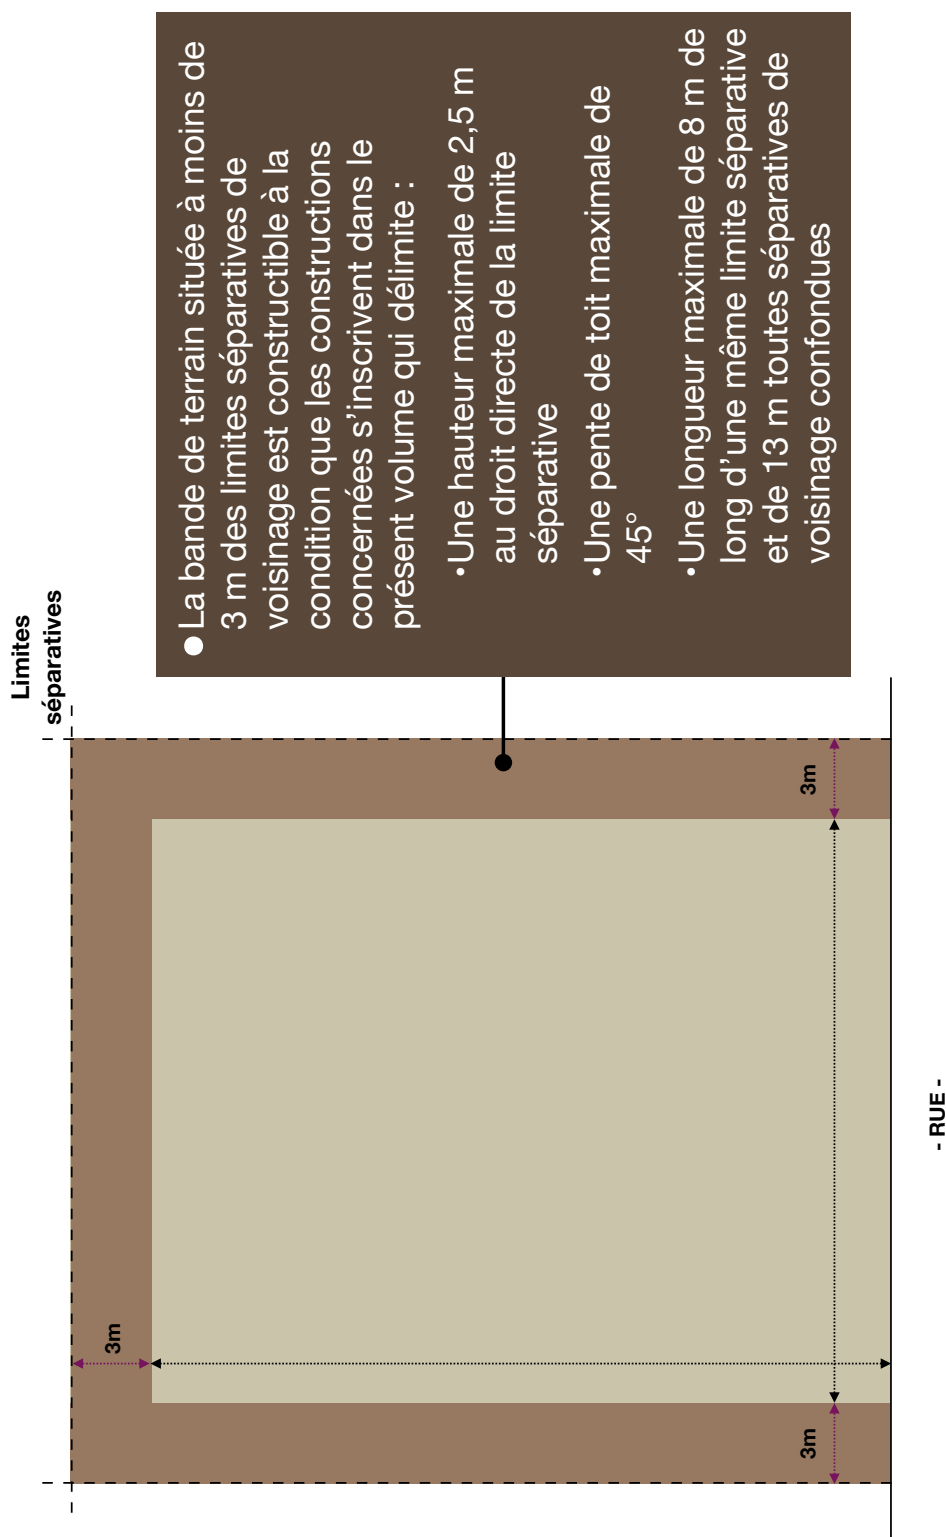 Limites
séparatives
● La bande de terrain située à moins de
3 m des limites séparatives de
voisinage est constructible à la
condition que les constructions
concernées s’inscrivent dans le
présent volume qui délimite :
•Une hauteur maximale de 2,5 m
au droit directe de la limite
séparative
•Une pente de toit maximale de
45°
•Une longueur maximale de 8 m de
long d’une même limite séparative
et de 13 m toutes séparatives de
voisinage confondues
3m
3m
3m
- RUE -